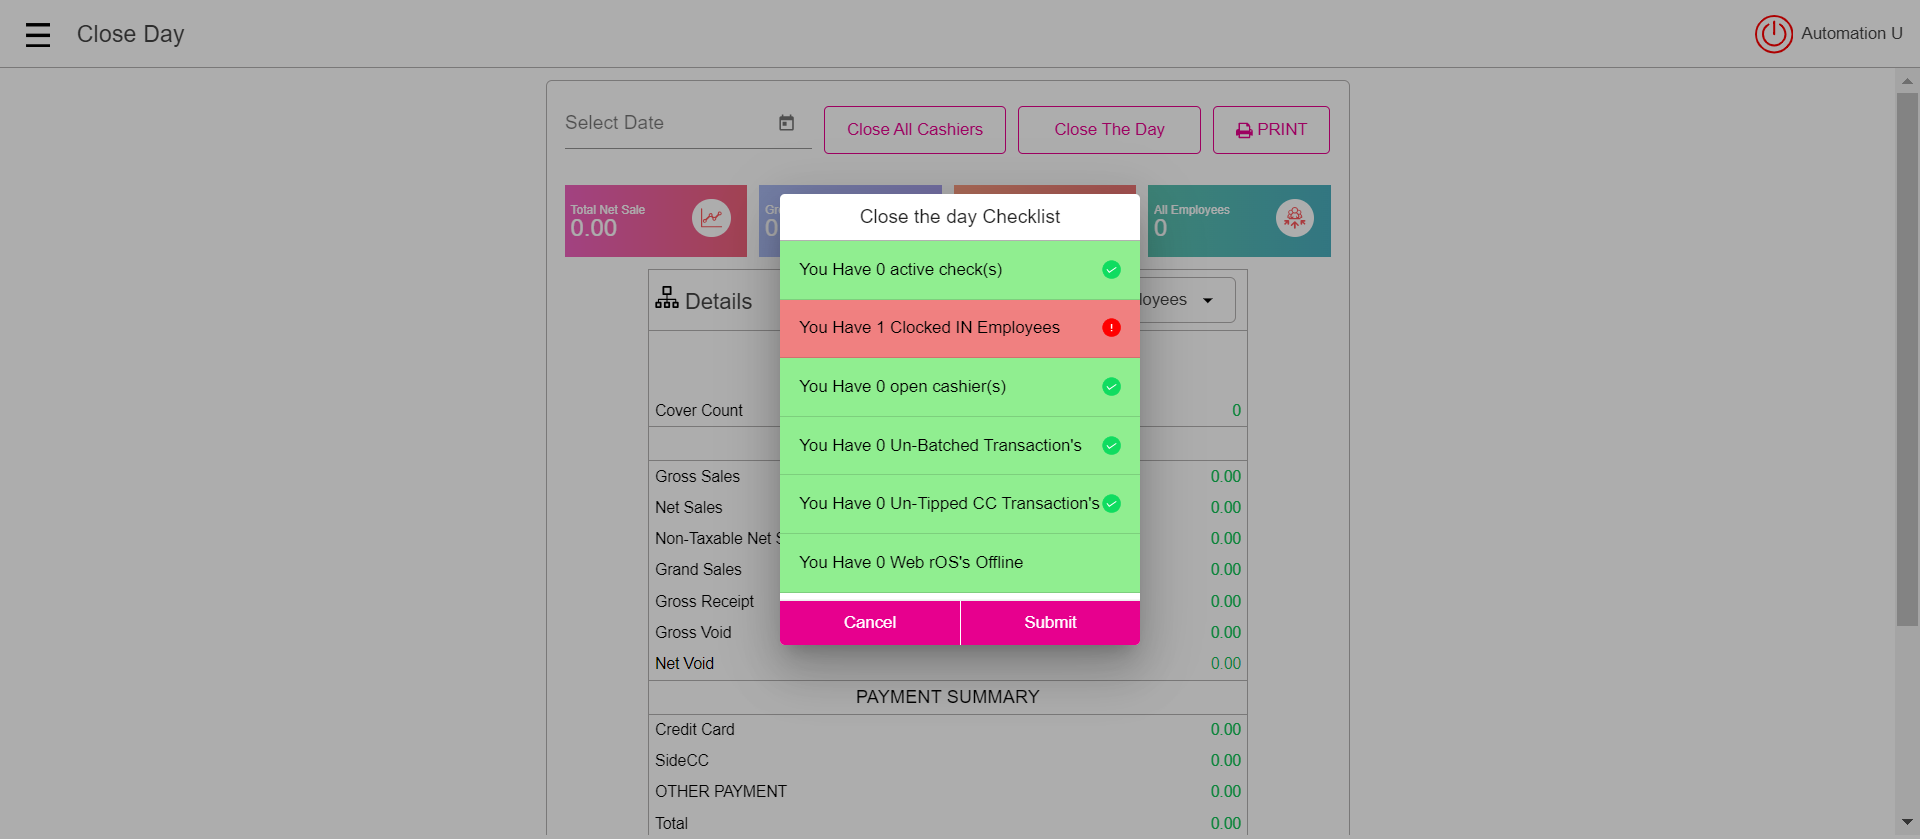 Close Day
Automation U
Select Date
Close All Cashiers
Close The Day
PRINT
Total Net Sale
0.00
All Employees
0
Close the day Checklist
You Have 0 active check(s)
You Have 1 Clocked IN Employees
You Have 0 open cashier(s)
You Have 0 Un-Batched Transaction's
You Have 0 Un-Tipped CC Transaction's
You Have 0 Web rOS's Offline
Cancel
Submit
Details
Cover Count 0
Gross Sales 0.00
Net Sales 0.00
Non-Taxable Net 0.00
Grand Sales 0.00
Gross Receipt 0.00
Gross Void 0.00
Net Void 0.00
PAYMENT SUMMARY
Credit Card 0.00
SideCC 0.00
OTHER PAYMENT 0.00
Total 0.00